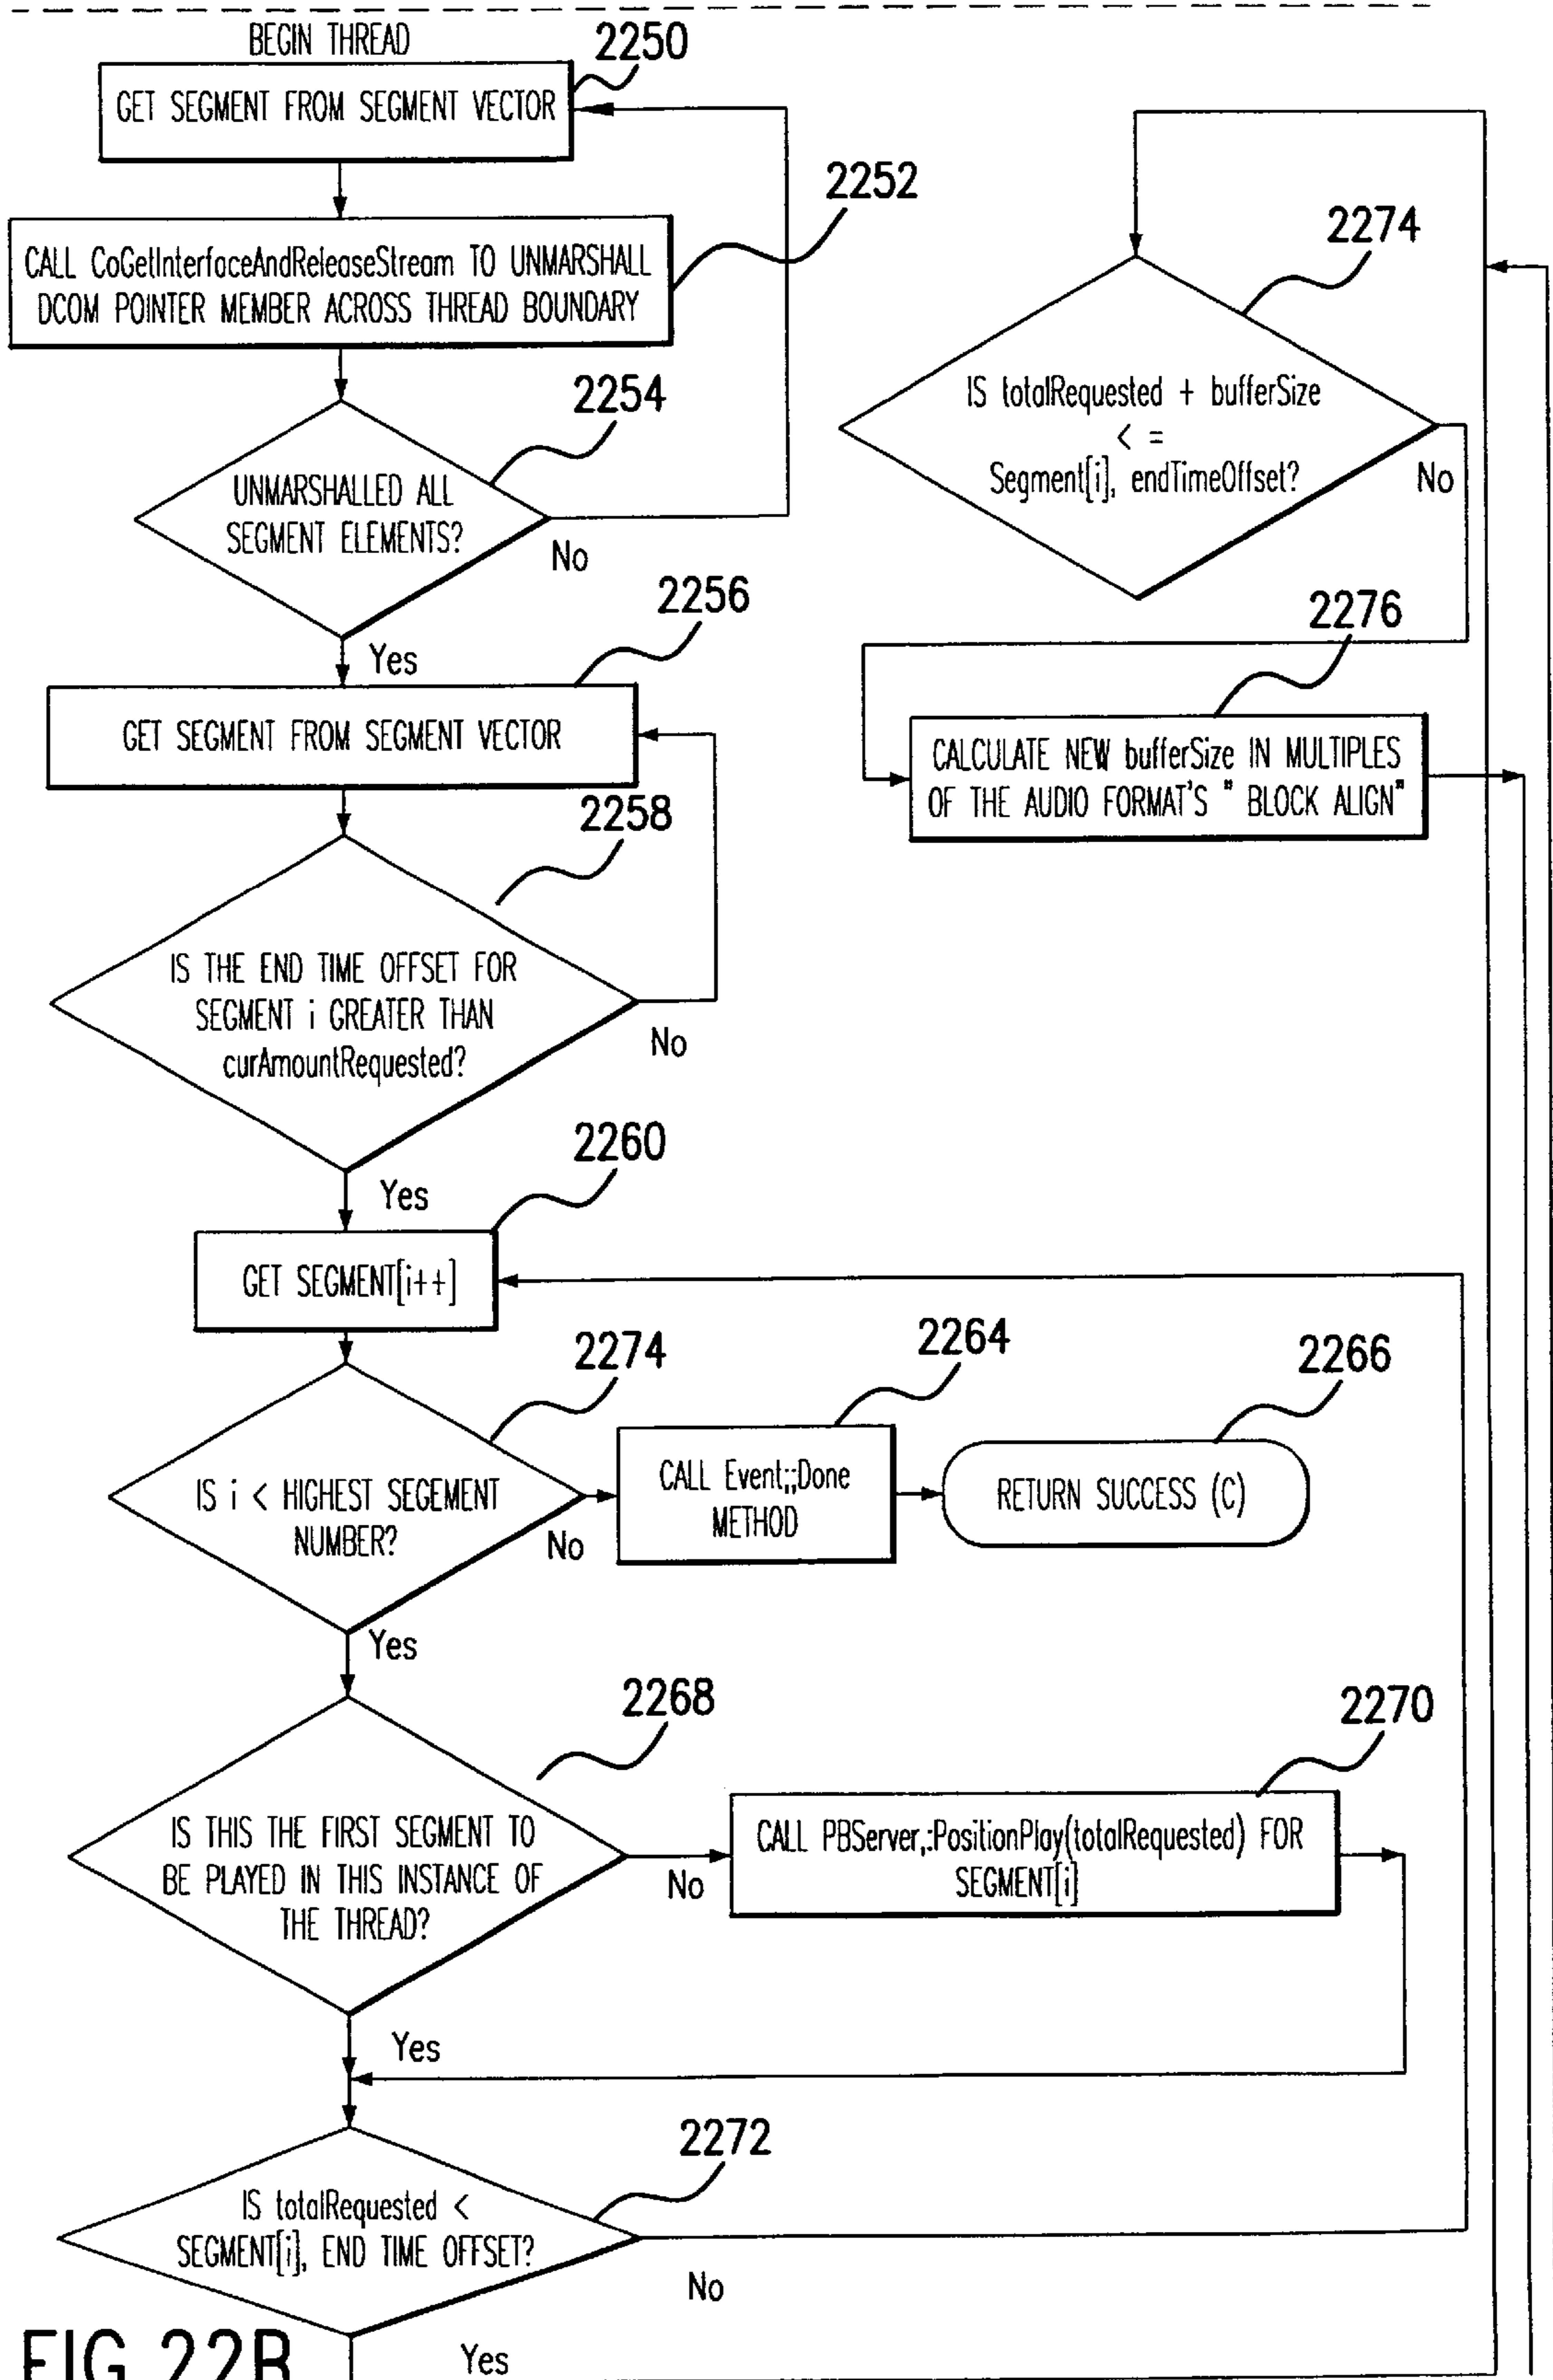 BEGIN THREAD
2250
GET SEGMENT FROM SEGMENT VECTOR
2252
CALL CoGetInterfaceAndReleaseStream TO UNMARSHALL
DCOM POINTER MEMBER ACROSS THREAD BOUNDARY
2254
UNMARSHALLED ALL
SEGMENT ELEMENTS?
No
Yes
2256
GET SEGMENT FROM SEGMENT VECTOR
2258
IS THE END TIME OFFSET FOR
SEGMENT i GREATER THAN
curAmountRequested?
No
Yes
2260
GET SEGMENT[i++]
2274
IS i < HIGHEST SEGEMENT
NUMBER?
No
Yes
2264
CALL Event;;Done
METHOD
2266
RETURN SUCCESS (C)
2268
IS THIS THE FIRST SEGMENT TO
BE PLAYED IN THIS INSTANCE OF
THE THREAD?
No
Yes
2270
CALL PBServer,:PositionPlay(totalRequested) FOR
SEGMENT[i]
2272
IS totalRequested <
SEGMENT[i], END TIME OFFSET?
No
Yes
2274
IS totalRequested + bufferSize
< =
Segment[i], endTimeOffset?
No
2276
CALCULATE NEW bufferSize IN MULTIPLES
OF THE AUDIO FORMAT'S " BLOCK ALIGN"
FIG.22B